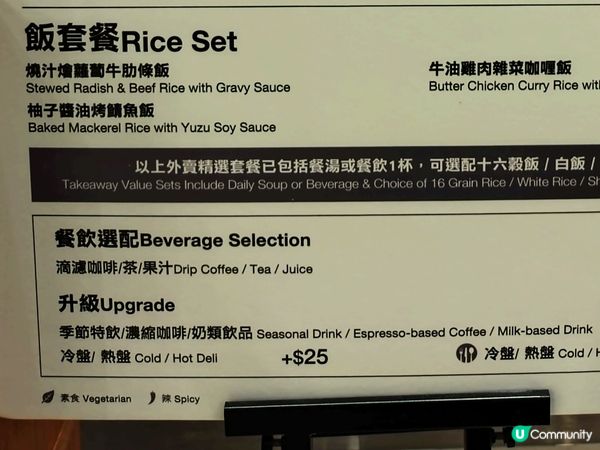 飯套餐Rice Set
燒汁燴蘿蔔牛肋條飯
Stewed Radish & Beef Rice with Gravy Sauce
牛油雞肉雜菜咖喱飯
Butter Chicken Curry Rice with
柚子醬油烤鯖魚飯
Baked Mackerel Rice with Yuzu Soy Sauce
以上外賣精選套餐已包括餐湯或餐飲1杯，可選配十六穀飯 / 白飯 /
Takeaway Value Sets Include Daily Soup or Beverage & Choice of 16 Grain Rice / White Rice / Sh
餐飲選配Beverage Selection
滴濾咖啡/茶/果汁Drip Coffee / Tea / Juice
升級Upgrade
季節特飲/濃縮咖啡/奶類飲品 Seasonal Drink / Espresso-based Coffee / Milk-based Drink
冷盤/ 熱盤 Cold / Hot Deli +$25 冷盤/ 熱盤 Cold / H
素食 Vegetarian 辣 Spicy
U Community